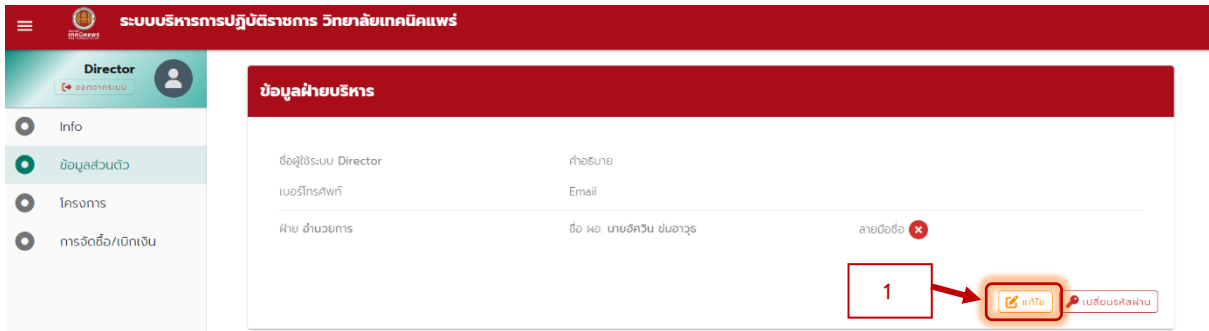 ระบบบริหารการปฏิบัติราชการ วิทยาลัยเทคนิคแพร่
เทคนิคแพร่
Director
ออกจากระบบ
Info
ข้อมูลส่วนตัว
โครงการ
การจัดซื้อ/เบิกเงิน
ข้อมูลฝ่ายบริหาร
ชื่อผู้ใช้ระบบ Director คำอธิบาย
เบอร์โทรศัพท์ Email
ฝ่าย อำนวยการ ชื่อ ผอ. นายอัศวิน ข่มอาวุธ ลายมือชื่อ
1
แก้ไข เปลี่ยนรหัสผ่าน